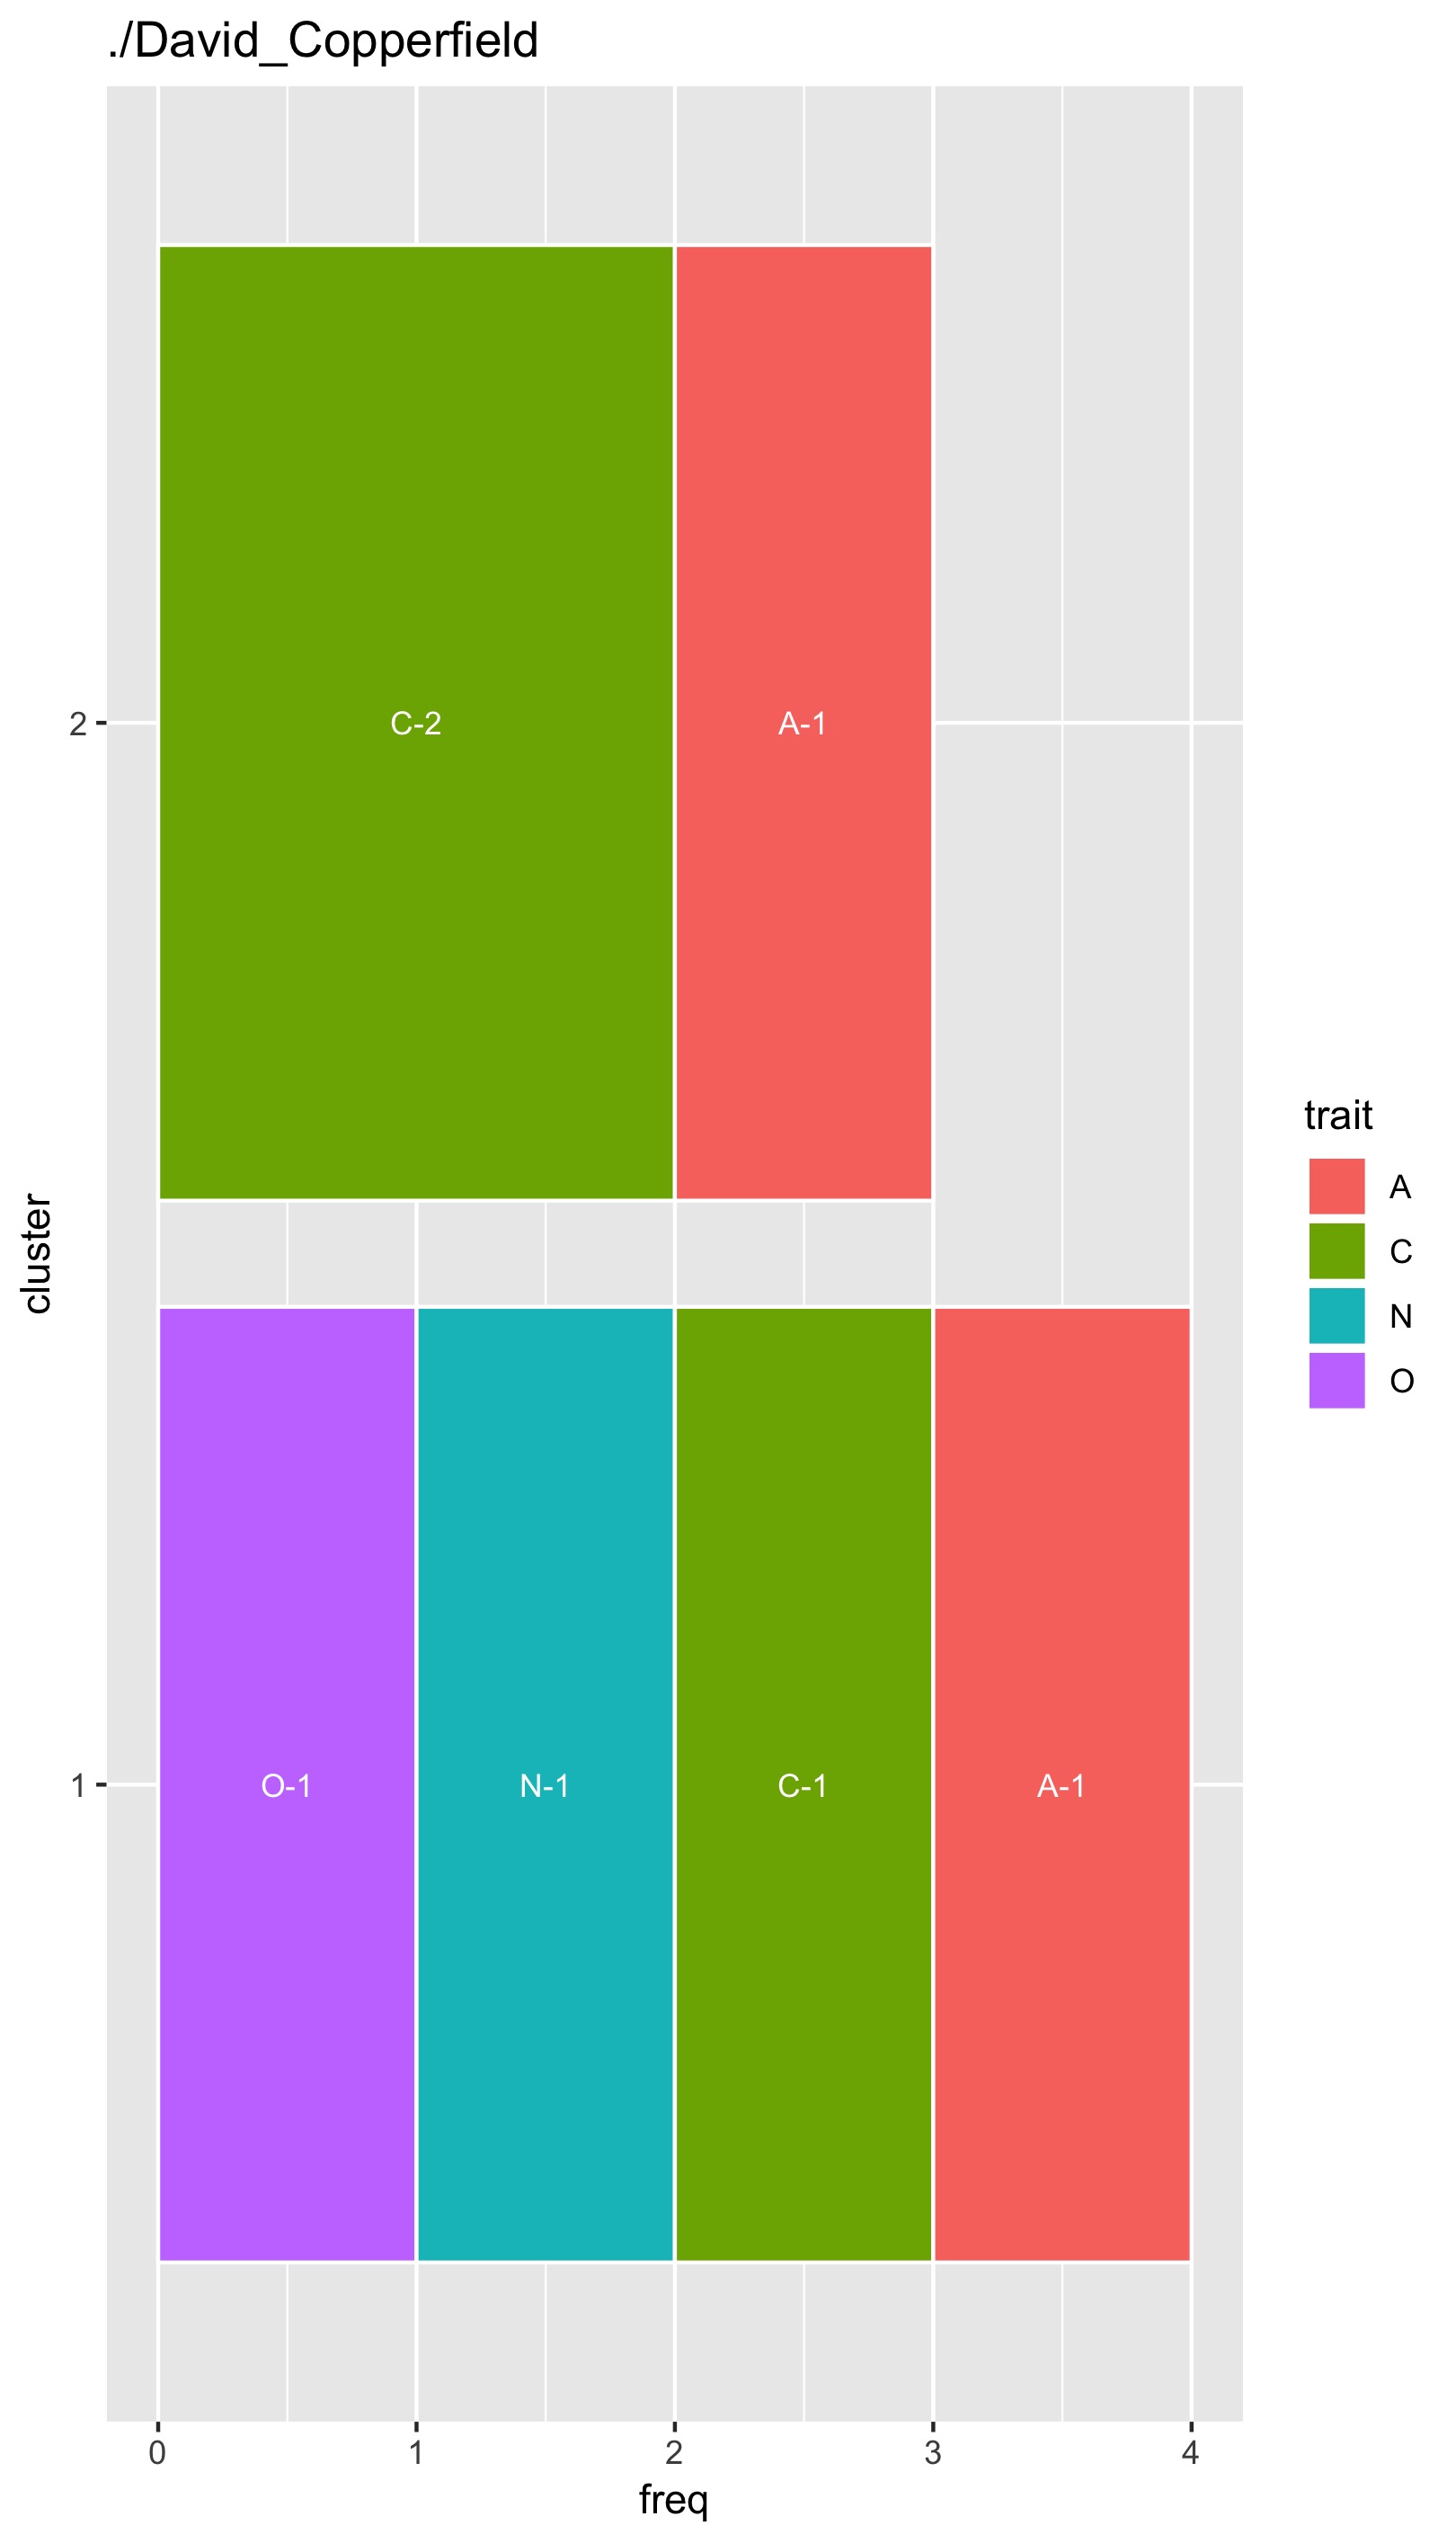 ./David_Copperfield
cluster
2
C-2
A-1
1
O-1
N-1
C-1
A-1
0
1
2
3
4
freq
trait
A
C
N
O